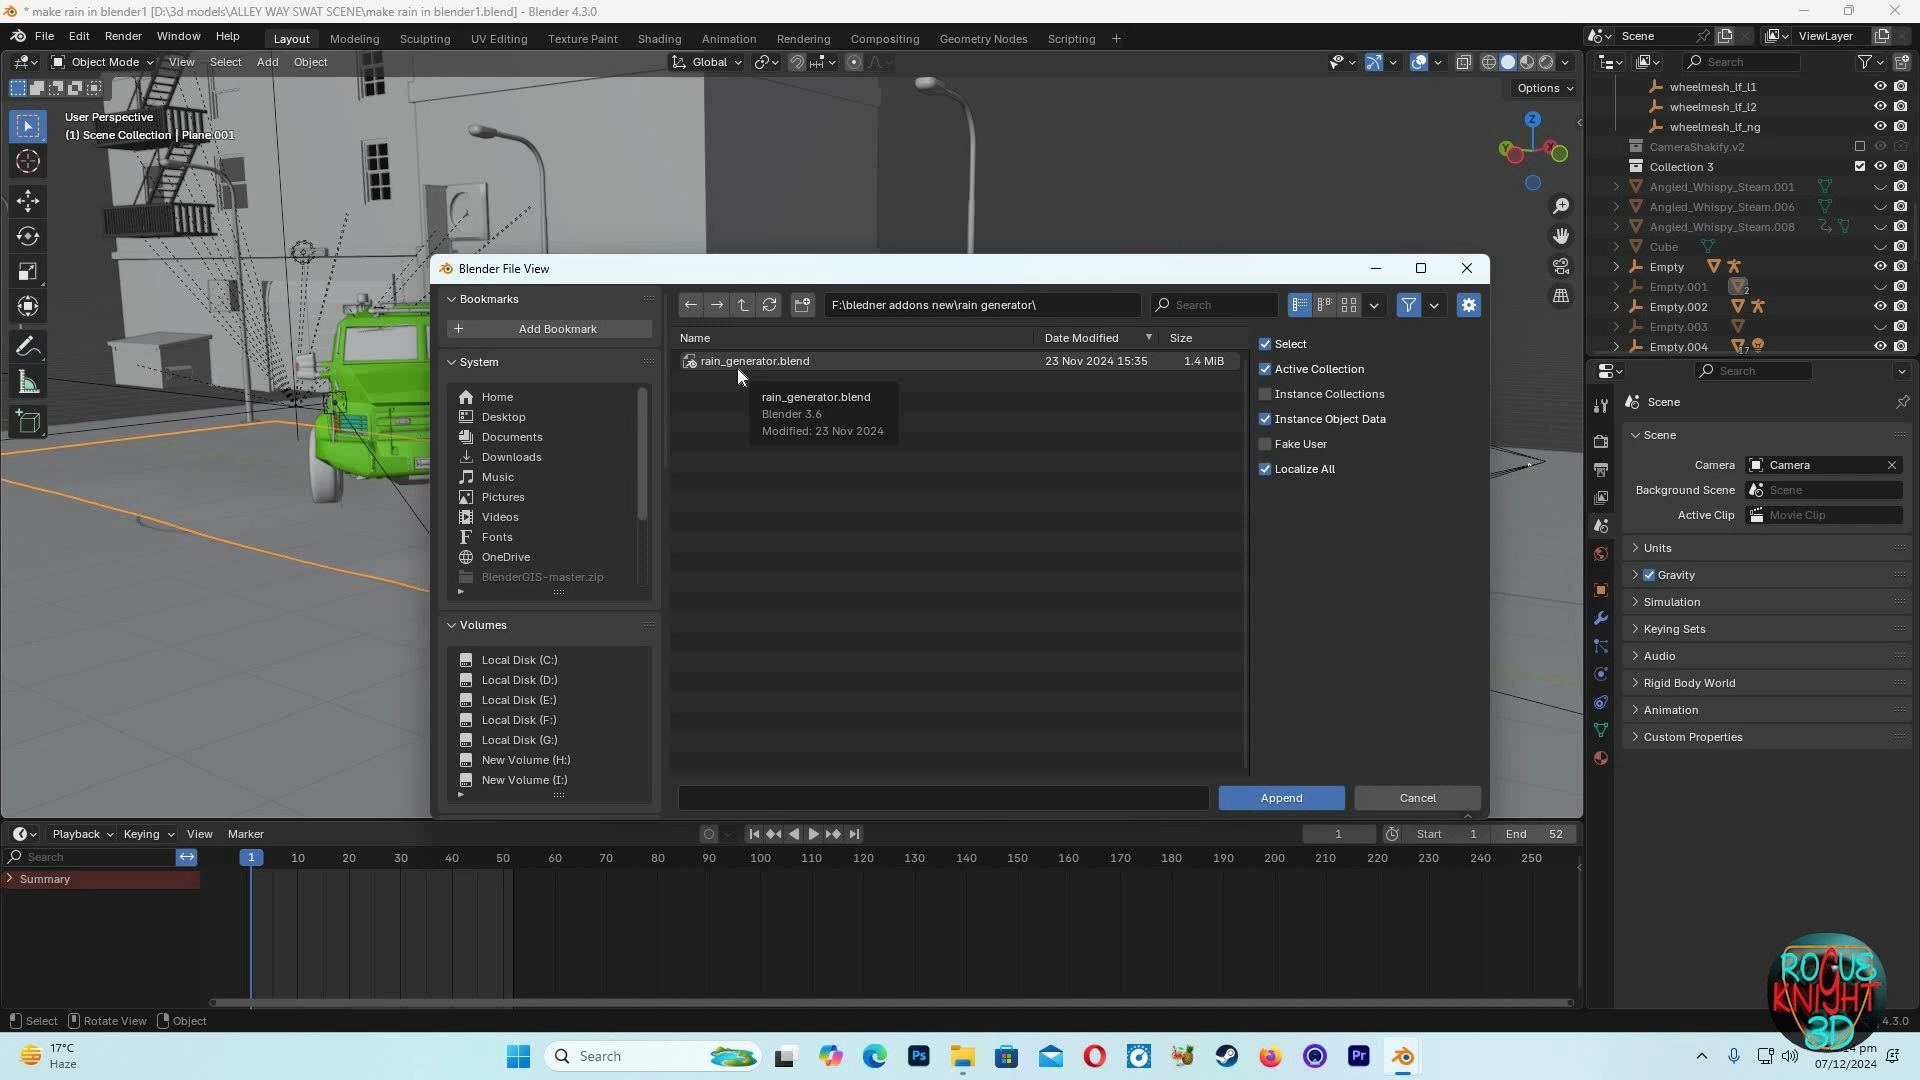 * make rain in blender1 [D:\3d models\ALLEY WAY SWAT SCENE\make rain in blender1.blend] - Blender 4.3.0
File Edit Render Window Help
Layout Modeling Sculpting UV Editing Texture Paint Shading Animation Rendering Compositing Geometry Nodes Scripting +
Scene
ViewLayer
Object Mode View Select Add Object
Global
Search
Options
User Perspective
(1) Scene Collection | Plane.001
Z
Y
X
wheelmesh_lf_l1
wheelmesh_lf_l2
wheelmesh_lf_ng
CameraShakify.v2
Collection 3
Angled_Whispy_Steam.001
Angled_Whispy_Steam.006
Angled_Whispy_Steam.008
Cube
Empty
Empty.001 2
Empty.002
Empty.003
Empty.004 17
Blender File View
Bookmarks
+ Add Bookmark
System
Home
Desktop
Documents
Downloads
Music
Pictures
Videos
Fonts
OneDrive
BlenderGIS-master.zip
Volumes
Local Disk (C:)
Local Disk (D:)
Local Disk (E:)
Local Disk (F:)
Local Disk (G:)
New Volume (H:)
New Volume (I:)
F:\bledner addons new\rain generator\
Search
Name Date Modified Size
rain_generator.blend 23 Nov 2024 15:35 1.4 MiB
rain_generator.blend
Blender 3.6
Modified: 23 Nov 2024
Select
Active Collection
Instance Collections
Instance Object Data
Fake User
Localize All
Append
Cancel
Search
Scene
Scene
Camera Camera
Background Scene Scene
Active Clip Movie Clip
Units
Gravity
Simulation
Keying Sets
Audio
Rigid Body World
Animation
Custom Properties
Playback Keying View Marker
1 Start 1 End 52
Search
1 10 20 30 40 50 60 70 80 90 100 110 120 130 140 150 160 170 180 190 200 210 220 230 240 250
Summary
Select Rotate View Object
4.3.0
ROGUE
KNIGHT
3D
17°C
Haze
Search
Ps
Pr
pm
07/12/2024